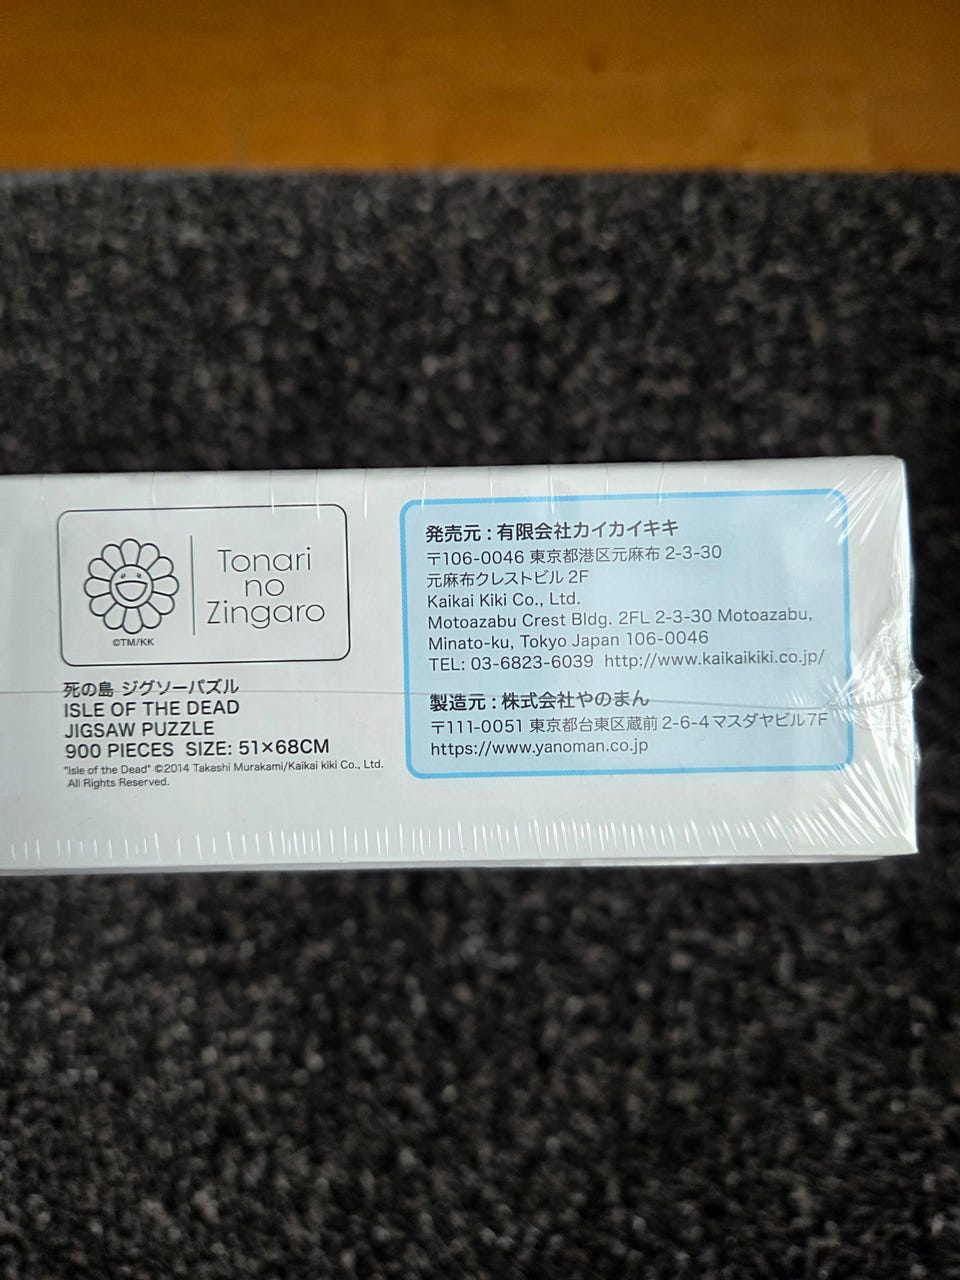 Tonari
no
Zingaro
©TM/KK
死の島 ジグソーパズル
ISLE OF THE DEAD
JIGSAW PUZZLE
900 PIECES SIZE: 51×68CM
"Isle of the Dead" ©2014 Takashi Murakami/Kaikai kiki Co., Ltd.
All Rights Reserved.
発売元 : 有限会社カイカイキキ
〒106-0046 東京都港区元麻布 2-3-30
元麻布クレストビル 2F
Kaikai Kiki Co., Ltd.
Motoazabu Crest Bldg. 2FL 2-3-30 Motoazabu,
Minato-ku, Tokyo Japan 106-0046
TEL: 03-6823-6039 http://www.kaikaikiki.co.jp/
製造元 : 株式会社やのまん
〒111-0051 東京都台東区蔵前 2-6-4 マスダヤビル 7F
https://www.yanoman.co.jp